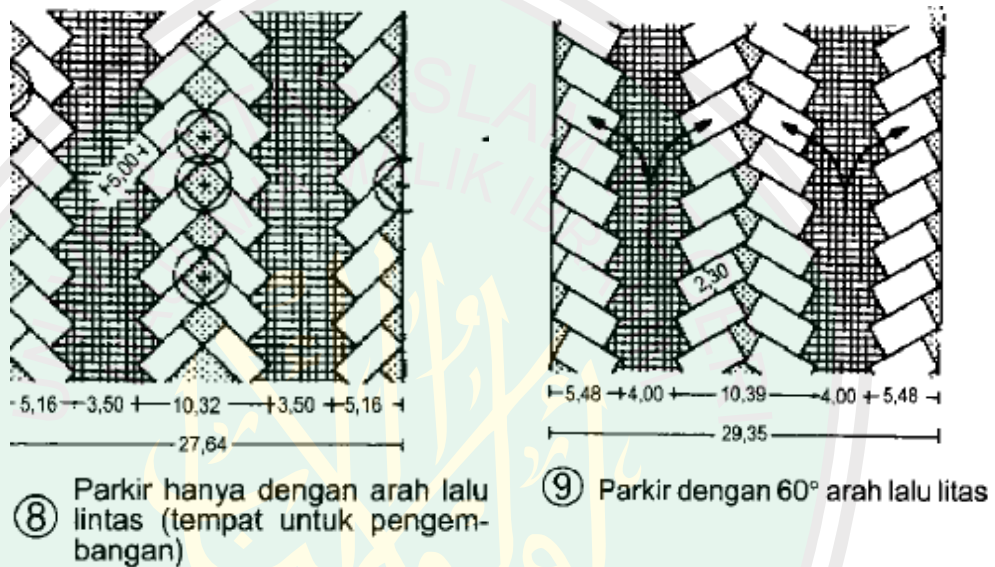 5,00
5,16 3,50 10,32 3,50 5,16
27,64
⑧ Parkir hanya dengan arah lalu
lintas (tempat untuk pengem-
bangan)
2,30
5,48 4,00 10,39 4,00 5,48
29,35
⑨ Parkir dengan 60° arah lalu litas